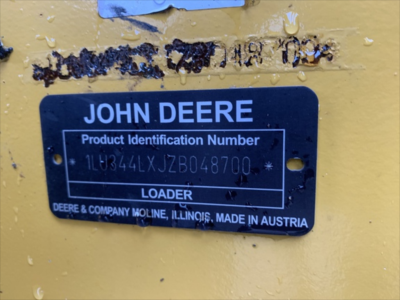 JOHN DEERE
Product Identification Number
* 1LU344LXJZB048700 *
LOADER
DEERE & COMPANY MOLINE, ILLINOIS, MADE IN AUSTRIA